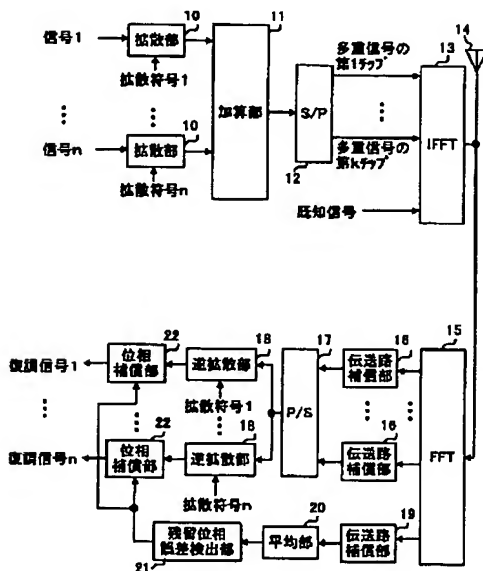 信号1
10
拡散部
拡散符号1
信号n
10
拡散部
拡散符号n
11
加算部
S/P
12
多重信号の
第1チップ
多重信号の
第kチップ
既知信号
13
IFFT
14
復調信号1
22
位相
補償部
18
逆拡散部
拡散符号1
17
P/S
16
伝送路
補償部
15
FFT
復調信号n
22
位相
補償部
18
逆拡散部
拡散符号n
16
伝送路
補償部
残留位相
誤差検出部
21
20
平均部
19
伝送路
補償部